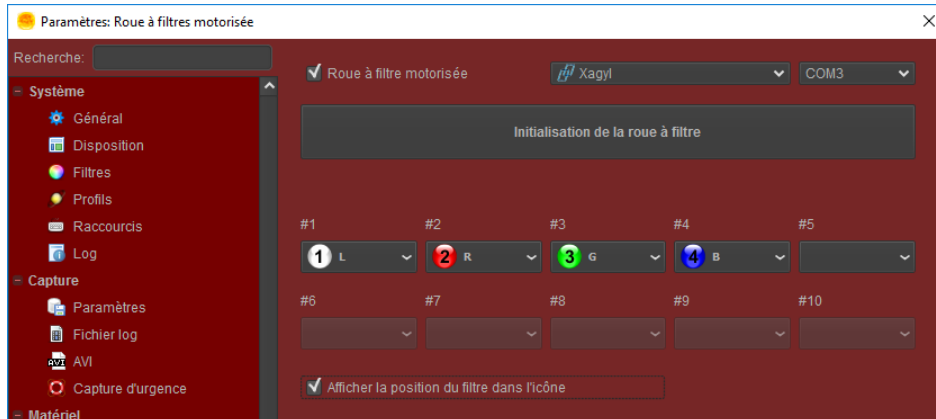 Paramètres: Roue à filtres motorisée
Recherche:
Système
Général
Disposition
Filtres
Profils
Raccourcis
Log
Capture
Paramètres
Fichier log
AVI
AVI
Capture d'urgence
Matériel
Roue à filtre motorisée
Xagyl
COM3
Initialisation de la roue à filtre
#1 #2 #3 #4 #5
1 L 2 R 3 G 4 B
#6 #7 #8 #9 #10
Afficher la position du filtre dans l'icône